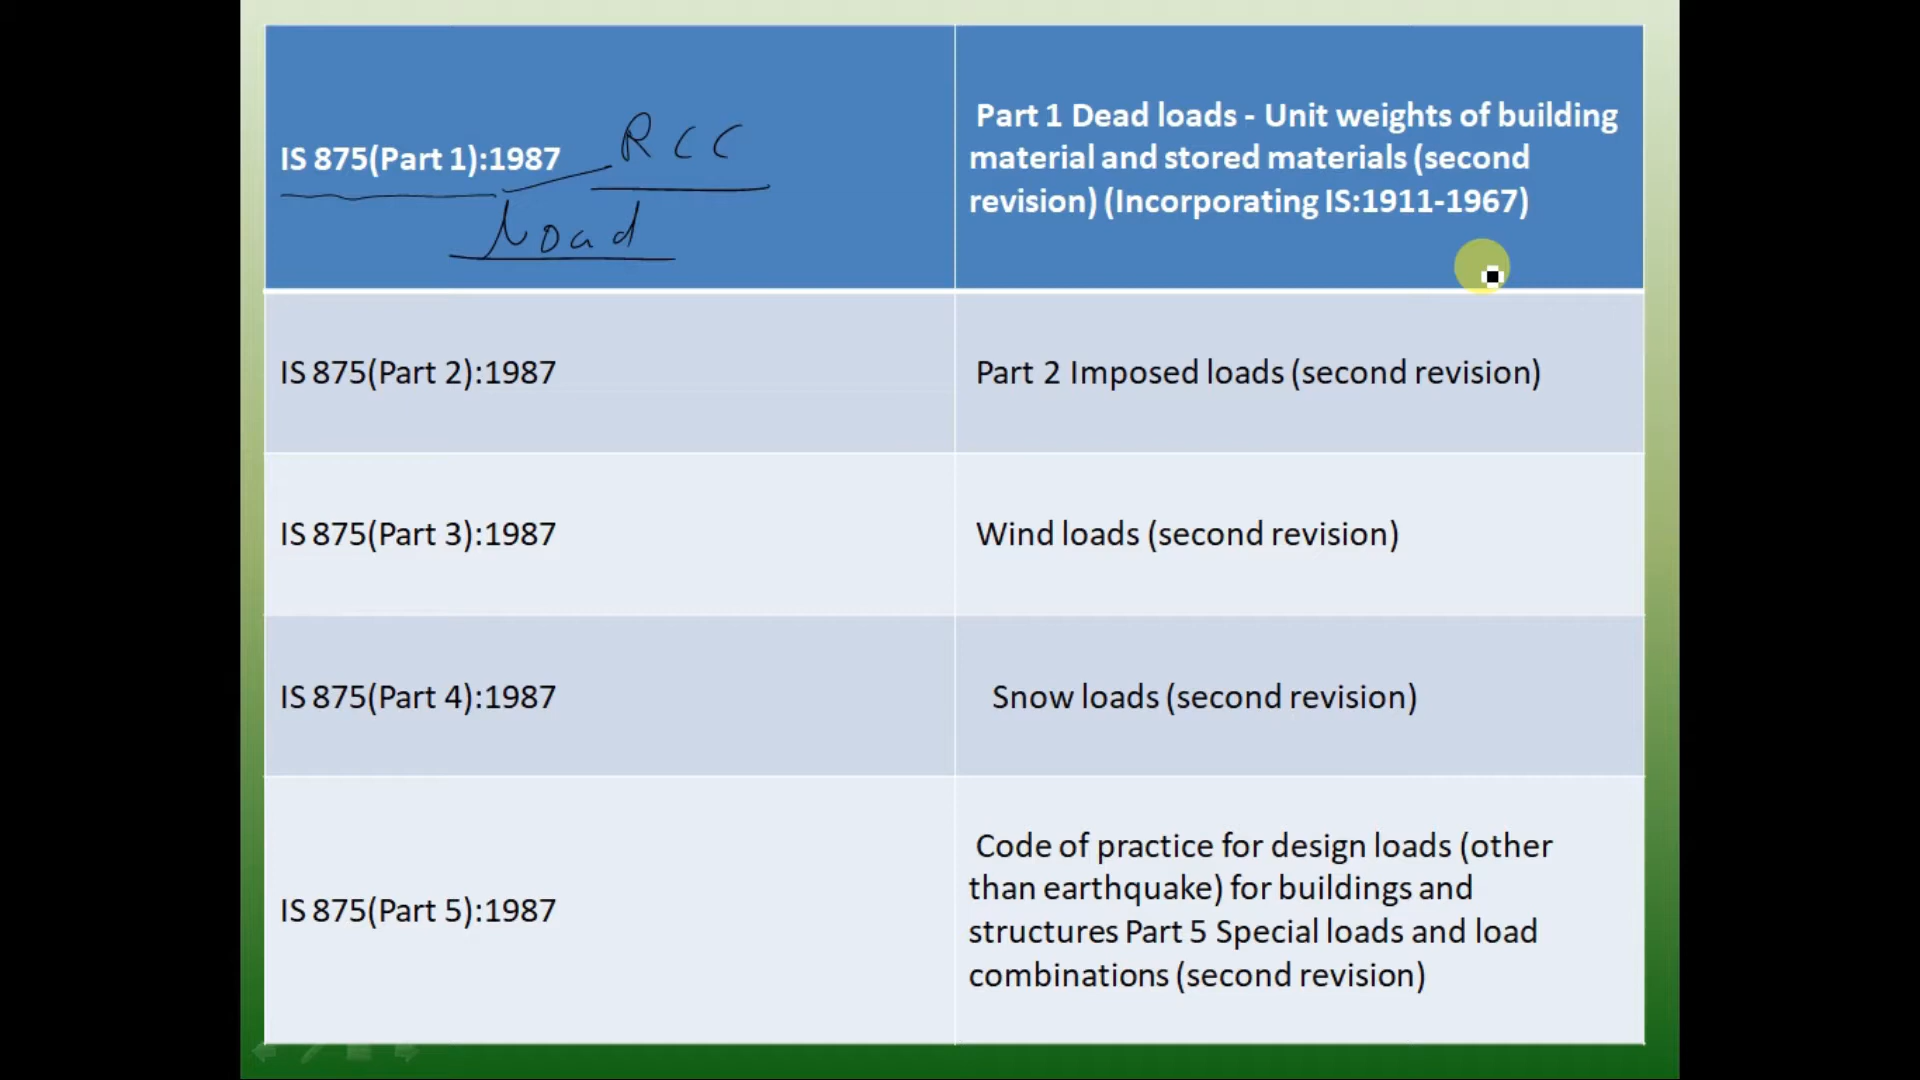 IS 875(Part 1):1987
RCC
Load
Part 1 Dead loads - Unit weights of building
material and stored materials (second
revision) (Incorporating IS:1911-1967)
IS 875(Part 2):1987
Part 2 Imposed loads (second revision)
IS 875(Part 3):1987
Wind loads (second revision)
IS 875(Part 4):1987
Snow loads (second revision)
IS 875(Part 5):1987
Code of practice for design loads (other
than earthquake) for buildings and
structures Part 5 Special loads and load
combinations (second revision)